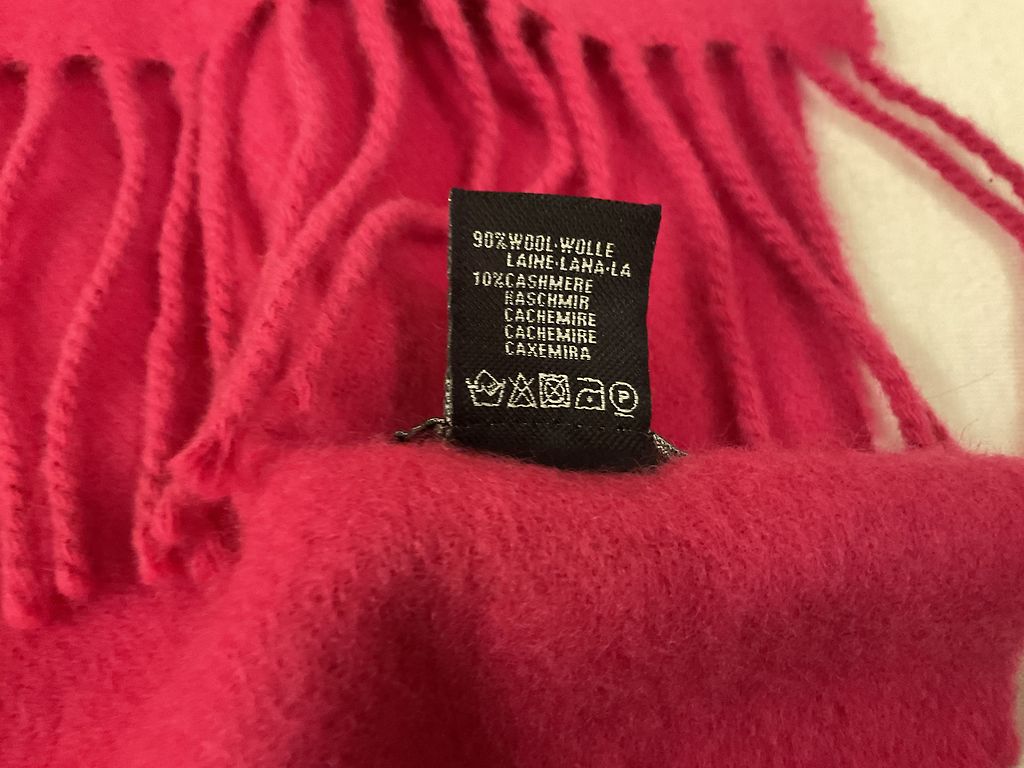 90%WOOL·WOLLE
LAINE·LANA·LA
10%CASHMERE
KASCHMIR
CACHEMIRE
CACHEMIRE
CAXEMIRA
P